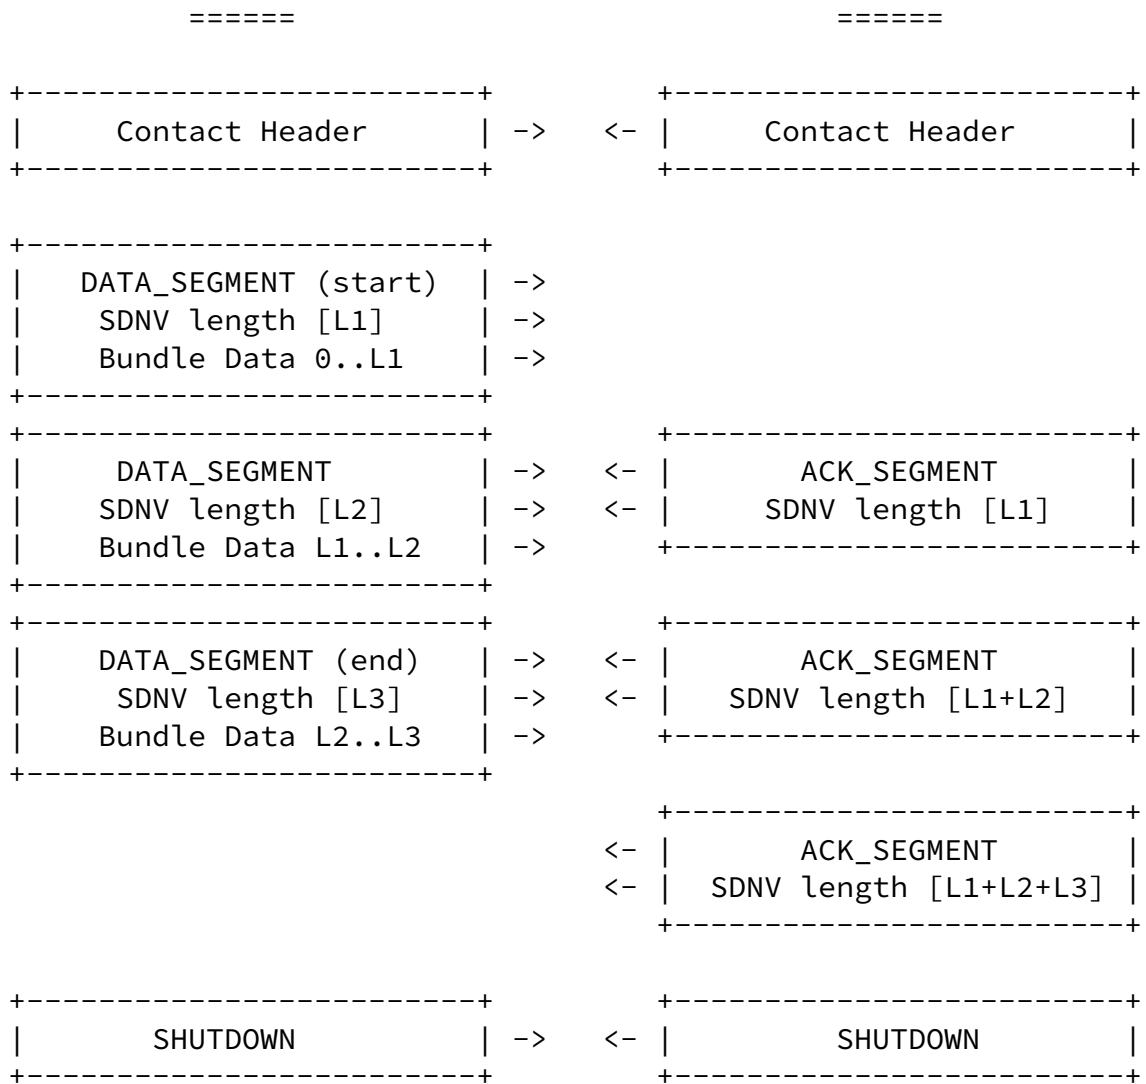 ======                              ======

+-------------------------+         +-------------------------+
|     Contact Header      | ->   <- |     Contact Header      |
+-------------------------+         +-------------------------+

+-------------------------+
|   DATA_SEGMENT (start)  | ->
|    SDNV length [L1]     | ->
|    Bundle Data 0..L1    | ->
+-------------------------+
+-------------------------+         +-------------------------+
|     DATA_SEGMENT        | ->   <- |       ACK_SEGMENT       |
|    SDNV length [L2]     | ->   <- |     SDNV length [L1]    |
|    Bundle Data L1..L2   | ->      +-------------------------+
+-------------------------+
+-------------------------+         +-------------------------+
|    DATA_SEGMENT (end)   | ->   <- |       ACK_SEGMENT       |
|     SDNV length [L3]    | ->   <- |   SDNV length [L1+L2]   |
|    Bundle Data L2..L3   | ->      +-------------------------+
+-------------------------+
                                    +-------------------------+
                                 <- |       ACK_SEGMENT       |
                                 <- |  SDNV length [L1+L2+L3] |
                                    +-------------------------+

+-------------------------+         +-------------------------+
|       SHUTDOWN          | ->   <- |         SHUTDOWN        |
+-------------------------+         +-------------------------+